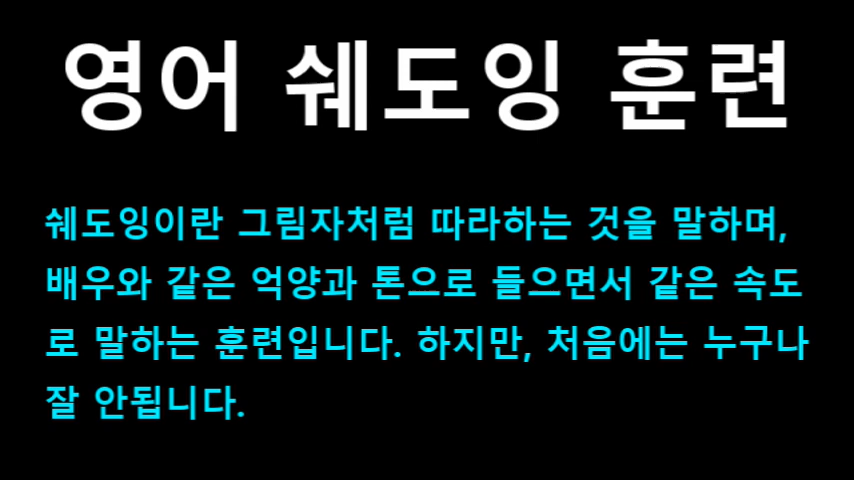 영어 쉐도잉 훈련
쉐도잉이란 그림자처럼 따라하는 것을 말하며,
배우와 같은 억양과 톤으로 들으면서 같은 속도
로 말하는 훈련입니다. 하지만, 처음에는 누구나
잘 안됩니다.